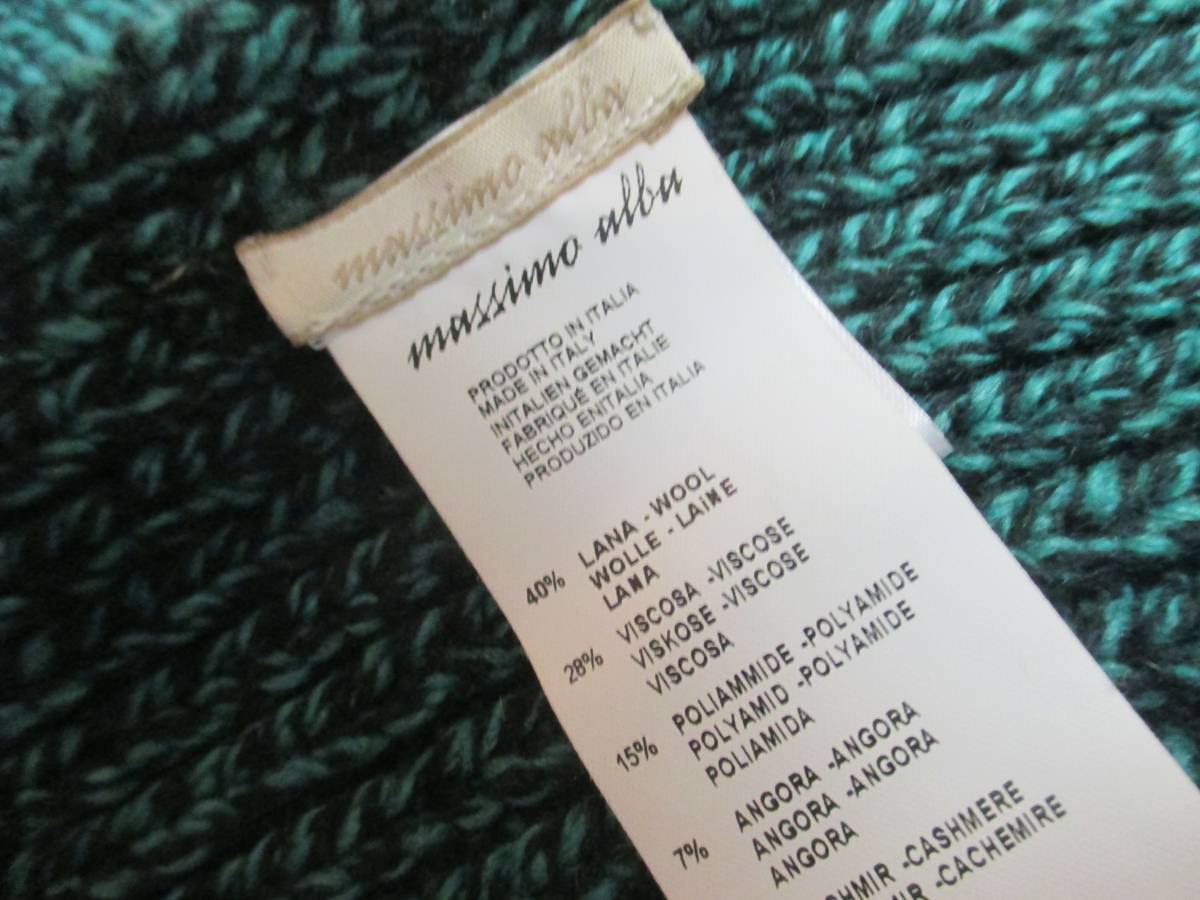 massimo alba
massimo alba
PRODOTTO IN ITALIA
MADE IN ITALY
INITALIEN GEMACHT
FABRIQUÉ EN ITALIE
HECHO ENITALIA
PRODUZIDO EN ITALIA
40% LANA - WOOL
WOLLE - LAINE
LANA
28% VISCOSA -VISCOSE
VISKOSE -VISCOSE
VISCOSA
15% POLIAMMIDE -POLYAMIDE
POLYAMID -POLYAMIDE
POLIAMIDA
7% ANGORA -ANGORA
ANGORA -ANGORA
ANGORA
-CASHMERE
-CACHEMIRE